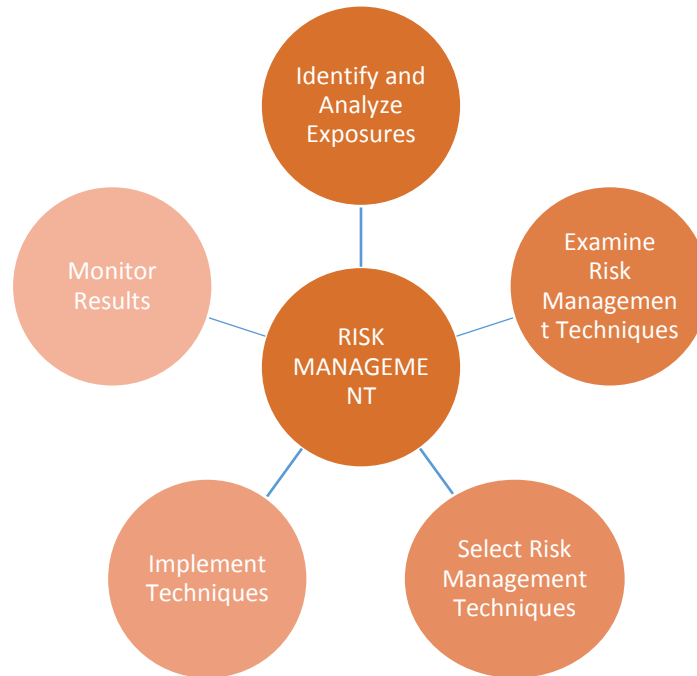 Identify and
Analyze
Exposures
Examine
Risk
Managemen
t Techniques
Select Risk
Management
Techniques
Implement
Techniques
Monitor
Results
RISK
MANAGEME
NT